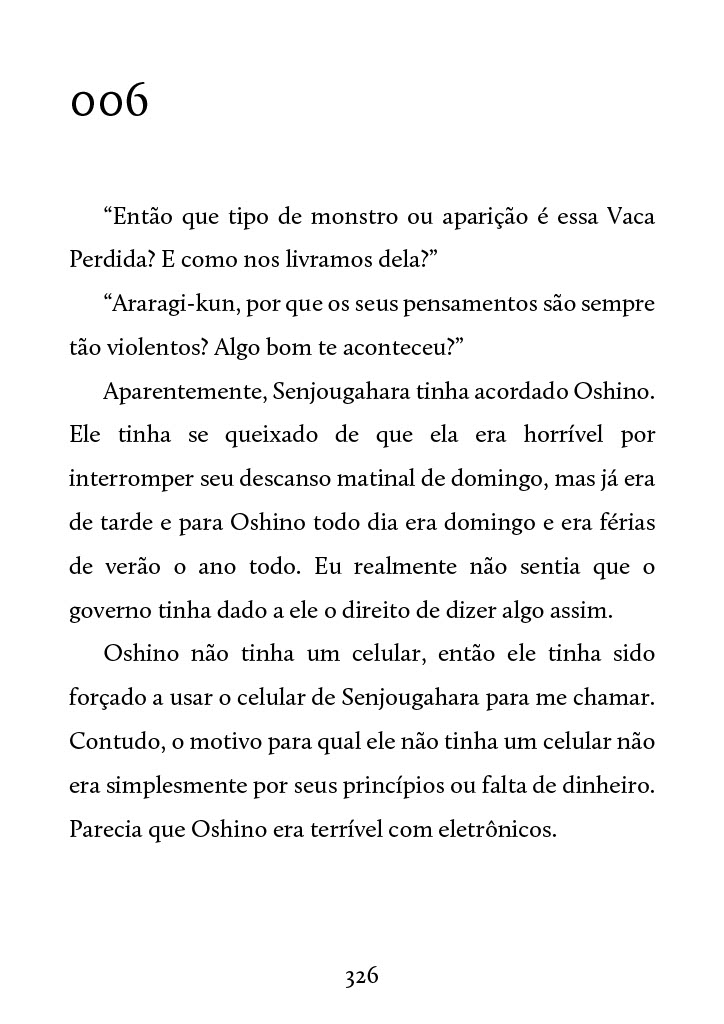 006
“Então que tipo de monstro ou aparição é essa Vaca
Perdida? E como nos livramos dela?”
“Araragi-kun, por que os seus pensamentos são sempre
tão violentos? Algo bom te aconteceu?”
Aparentemente, Senjougahara tinha acordado Oshino.
Ele tinha se queixado de que ela era horrível por
interromper seu descanso matinal de domingo, mas já era
de tarde e para Oshino todo dia era domingo e era férias
de verão o ano todo. Eu realmente não sentia que o
governo tinha dado a ele o direito de dizer algo assim.
Oshino não tinha um celular, então ele tinha sido
forçado a usar o celular de Senjougahara para me chamar.
Contudo, o motivo para qual ele não tinha um celular não
era simplesmente por seus princípios ou falta de dinheiro.
Parecia que Oshino era terrível com eletrônicos.
326